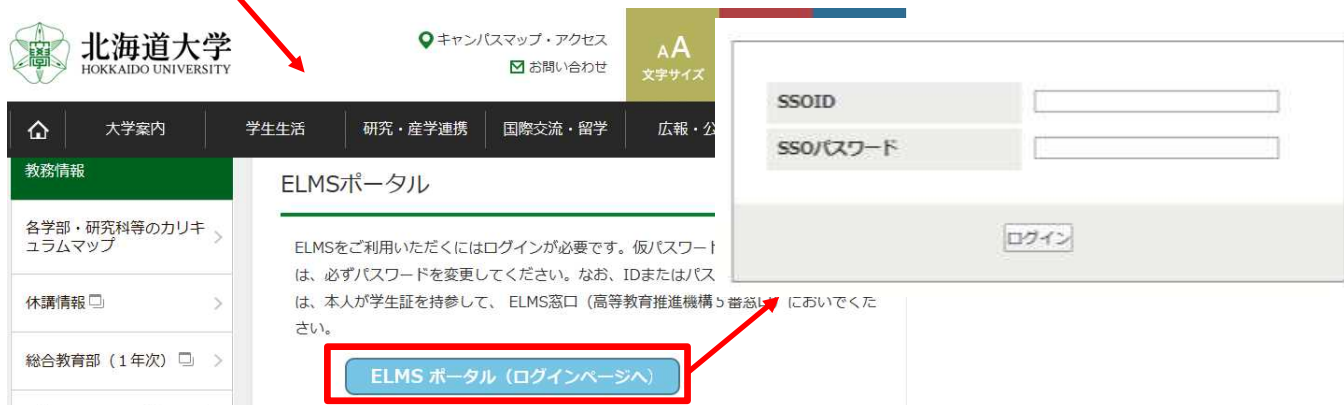 北海道大学
HOKKAIDO UNIVERSITY
キャンパスマップ・アクセス
お問い合わせ
AA
文字サイズ
大学案内
学生生活
研究・産学連携
国際交流・留学
広報・公
教務情報
各学部・研究科等のカリキ
ュラムマップ
休講情報
総合教育部（1年次）
ELMSポータル
ELMSをご利用いただくにはログインが必要です。仮パスワー
は、必ずパスワードを変更してください。なお、IDまたはパス
は、本人が学生証を持参して、 ELMS窓口（高等教育推進機構５番窓 においでくだ
さい。
ELMS ポータル（ログインページへ）
SSOID
SSOパスワード
ログイン